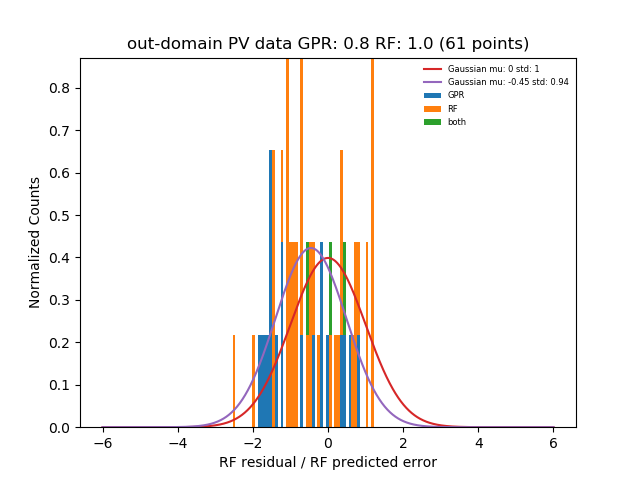 out-domain PV data GPR: 0.8 RF: 1.0 (61 points)
Gaussian mu: 0 std: 1
Gaussian mu: -0.45 std: 0.94
GPR
RF
both
Normalized Counts
0.8
0.7
0.6
0.5
0.4
0.3
0.2
0.1
0.0
−6 −4 −2 0 2 4 6
RF residual / RF predicted error